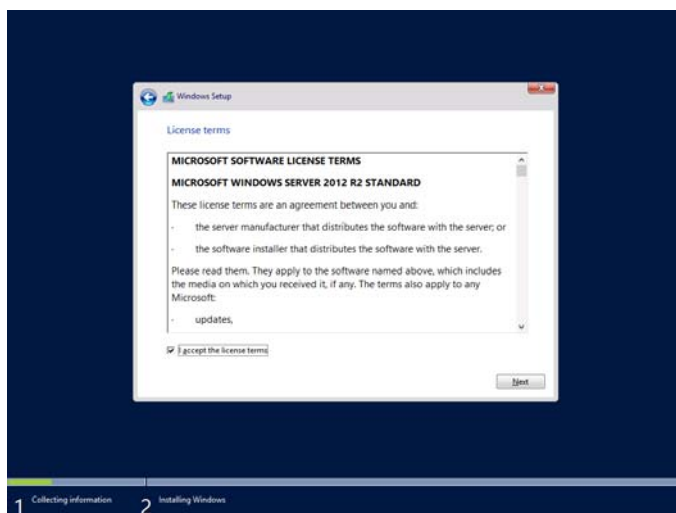 Windows Setup
License terms
MICROSOFT SOFTWARE LICENSE TERMS
MICROSOFT WINDOWS SERVER 2012 R2 STANDARD
These license terms are an agreement between you and:
- the server manufacturer that distributes the software with the server; or
- the software installer that distributes the software with the server.
Please read them. They apply to the software named above, which includes
the media on which you received it, if any. The terms also apply to any
Microsoft:
- updates,
I accept the license terms
Next
1 Collecting information 2 Installing Windows